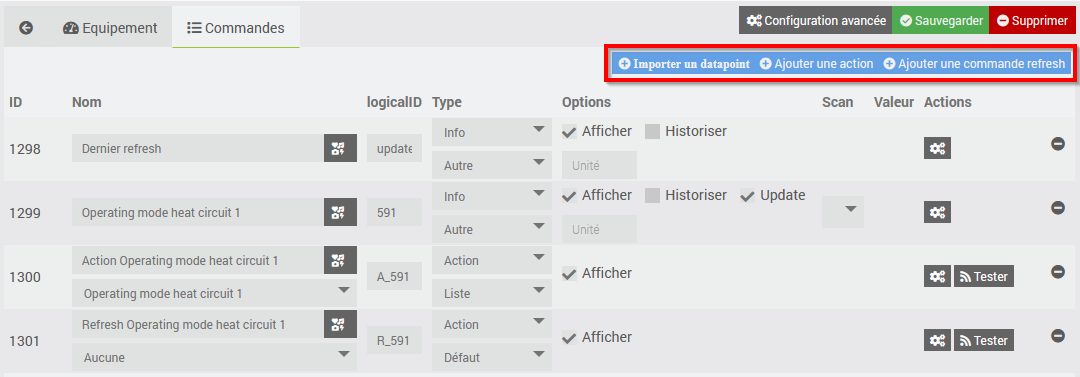 Equipement Commandes Configuration avancée Sauvegarder Supprimer
Importer un datapoint Ajouter une action Ajouter une commande refresh
ID Nom logicalID Type Options Scan Valeur Actions
Info Afficher Historiser
1298 Dernier refresh update
Autre Unité
Info Afficher Historiser Update
1299 Operating mode heat circuit 1 591
Autre Unité
Action Operating mode heat circuit 1 Action
1300 A_591 Afficher Tester
Operating mode heat circuit 1 Liste
Refresh Operating mode heat circuit 1 Action
1301 R_591 Afficher Tester
Aucune Défaut